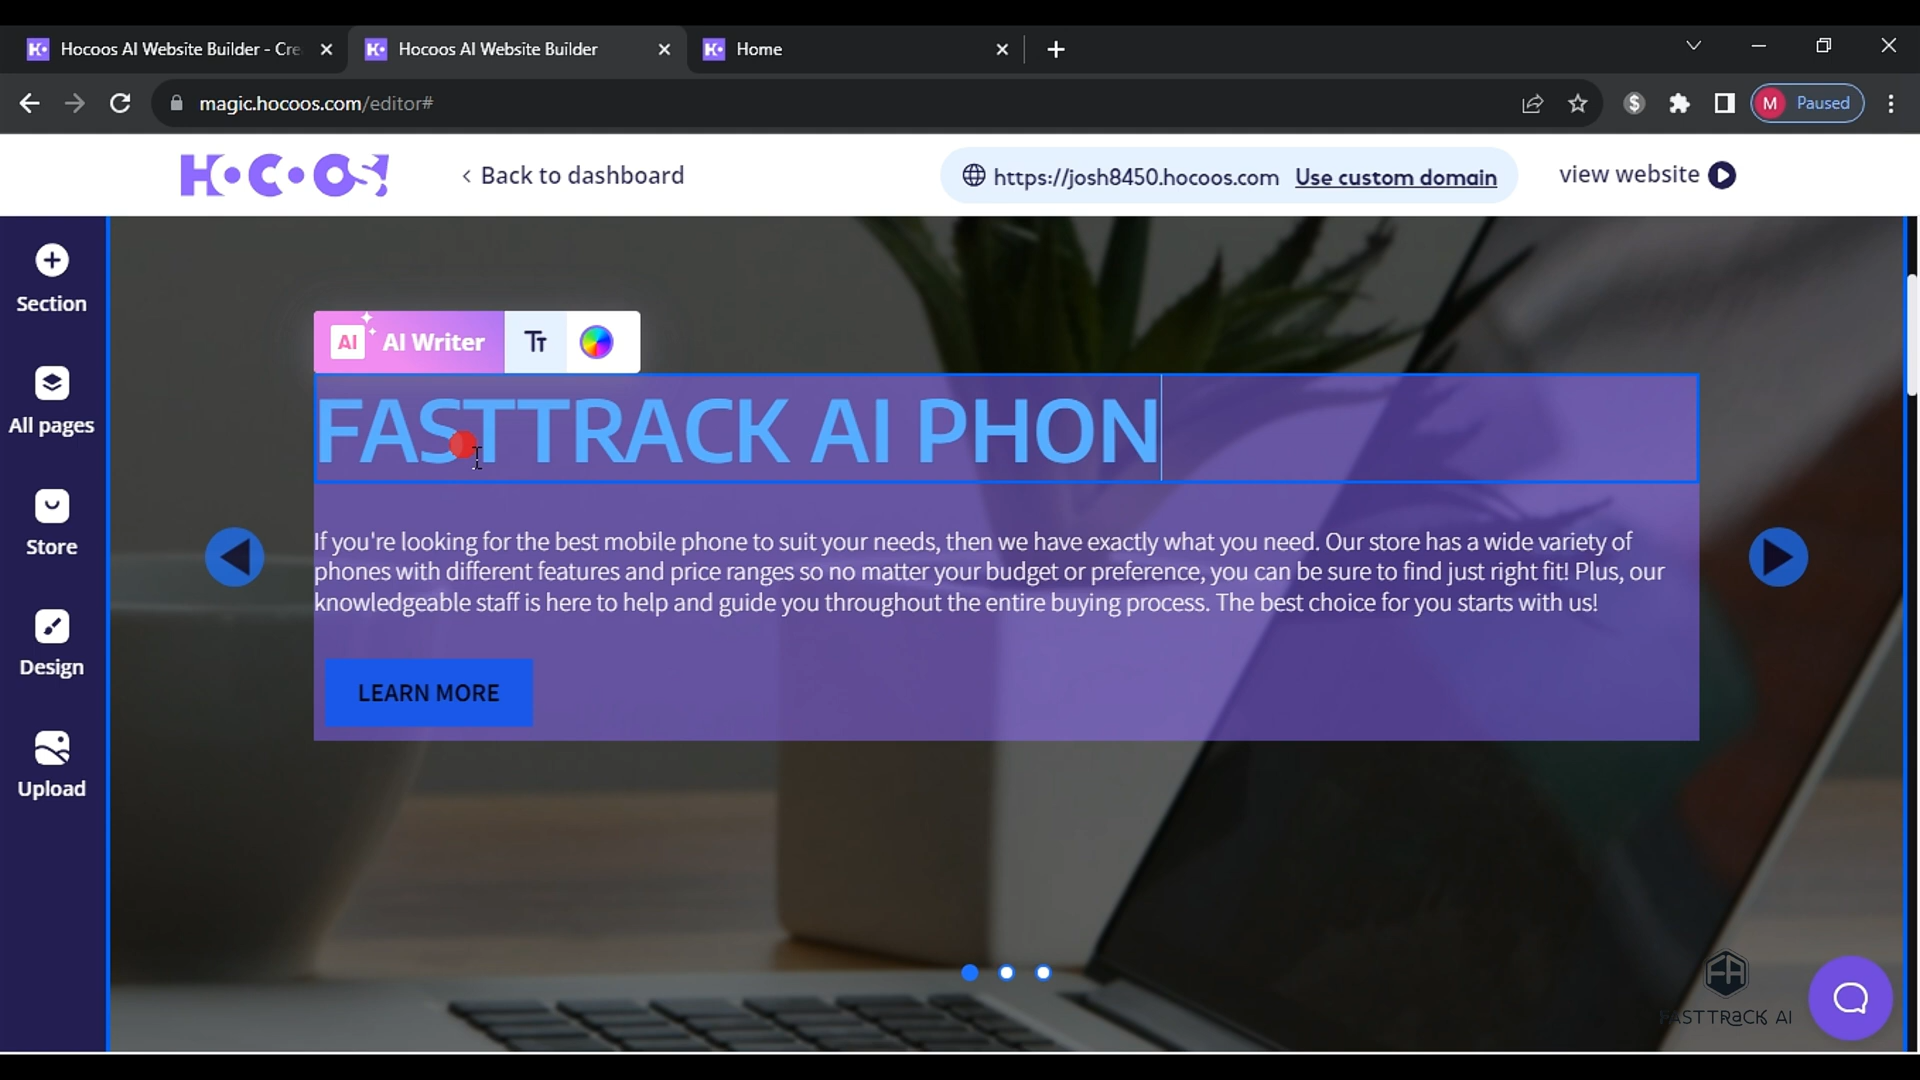 Hocoos AI Website Builder - Cre
Hocoos AI Website Builder
Home
magic.hocoos.com/editor#
M Paused
HOCOOS!
Back to dashboard
https://josh8450.hocoos.com Use custom domain
view website
Section
All pages
Store
Design
Upload
AI AI Writer TT
FASTTRACK AI PHON
If you're looking for the best mobile phone to suit your needs, then we have exactly what you need. Our store has a wide variety of
phones with different features and price ranges so no matter your budget or preference, you can be sure to find just right fit! Plus, our
knowledgeable staff is here to help and guide you throughout the entire buying process. The best choice for you starts with us!
LEARN MORE
FASTTRaCK AI